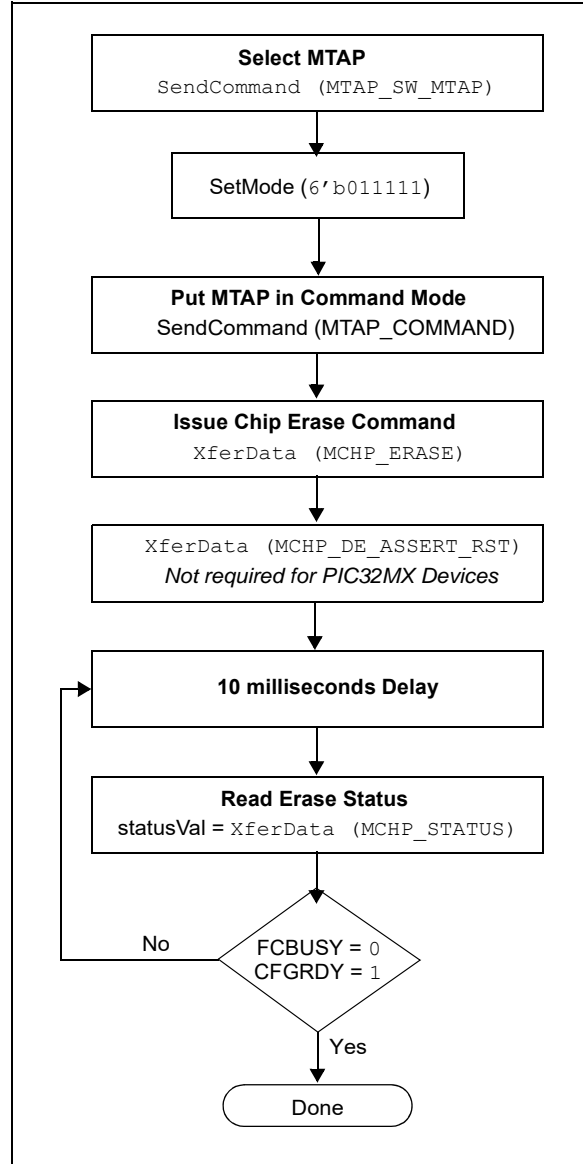 Select MTAP
SendCommand (MTAP_SW_MTAP)
SetMode (6’b011111)
Put MTAP in Command Mode
SendCommand (MTAP_COMMAND)
Issue Chip Erase Command
XferData (MCHP_ERASE)
XferData (MCHP_DE_ASSERT_RST)
Not required for PIC32MX Devices
10 milliseconds Delay
Read Erase Status
statusVal = XferData (MCHP_STATUS)
No
FCBUSY = 0
CFGRDY = 1
Yes
Done